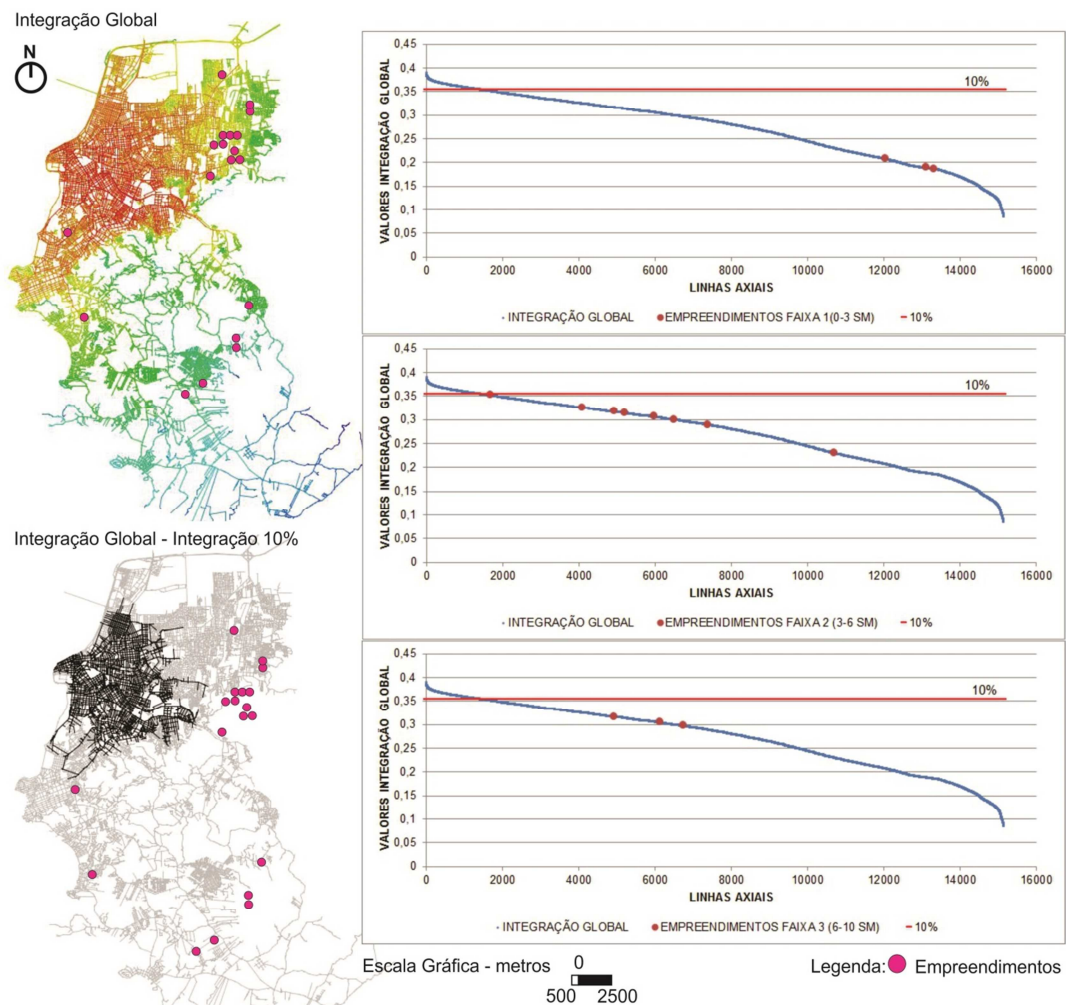 Integração Global
N
Integração Global - Integração 10%
VALORES INTEGRAÇÃO GLOBAL
0,45
0,4
0,35
0,3
0,25
0,2
0,15
0,1
0,05
0
10%
0 2000 4000 6000 8000 10000 12000 14000 16000
LINHAS AXIAIS
INTEGRAÇÃO GLOBAL EMPREENDIMENTOS FAIXA 1(0-3 SM) 10%
VALORES INTEGRAÇÃO GLOBAL
0,45
0,4
0,35
0,3
0,25
0,2
0,15
0,1
0,05
0
10%
0 2000 4000 6000 8000 10000 12000 14000 16000
LINHAS AXIAIS
INTEGRAÇÃO GLOBAL EMPREENDIMENTOS FAIXA 2 (3-6 SM) 10%
VALORES INTEGRAÇÃO GLOBAL
0,45
0,4
0,35
0,3
0,25
0,2
0,15
0,1
0,05
0
10%
0 2000 4000 6000 8000 10000 12000 14000 16000
LINHAS AXIAIS
INTEGRAÇÃO GLOBAL EMPREENDIMENTOS FAIXA 3 (6-10 SM) 10%
Escala Gráfica - metros 0
500 2500
Legenda: Empreendimentos